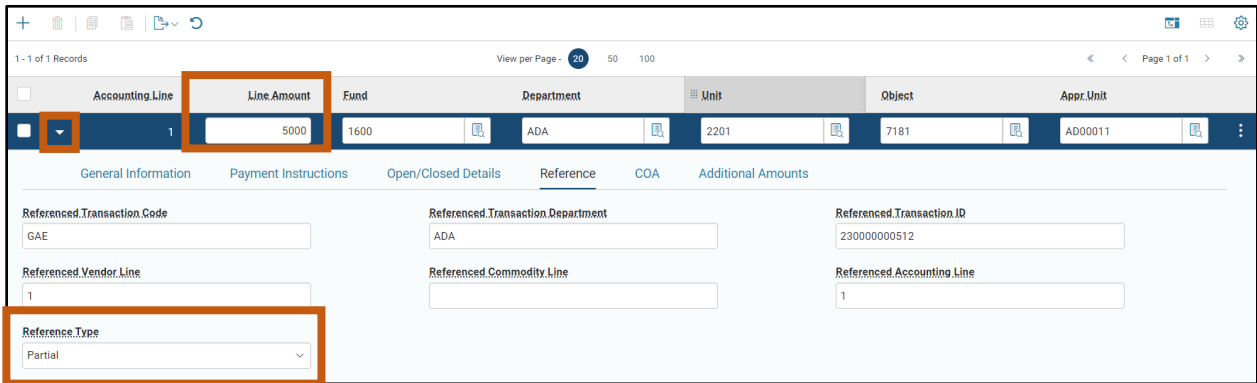 1 - 1 of 1 Records View per Page - 20 50 100 Page 1 of 1
Accounting Line Line Amount Fund Department Unit Object Appr Unit
1 5000 1600 ADA 2201 7181 AD00011
General Information Payment Instructions Open/Closed Details Reference COA Additional Amounts
Referenced Transaction Code Referenced Transaction Department Referenced Transaction ID
GAE ADA 230000000512
Referenced Vendor Line Referenced Commodity Line Referenced Accounting Line
1 1
Reference Type
Partial